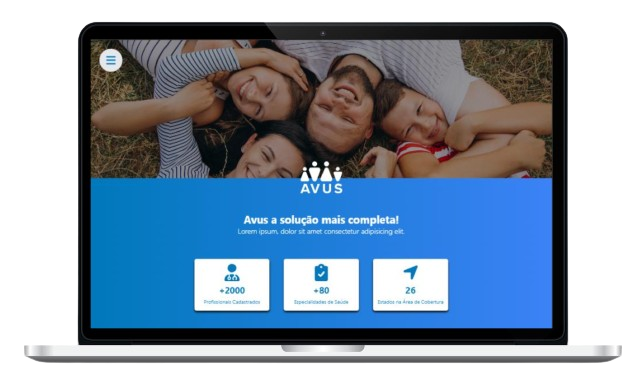 AVUS
Avus a solução mais completa!
Lorem ipsum, dolor sit amet consectetur adipisicing elit.
+2000
Profissionais Cadastrados
+80
Especialidades de Saúde
26
Estados na Área de Cobertura